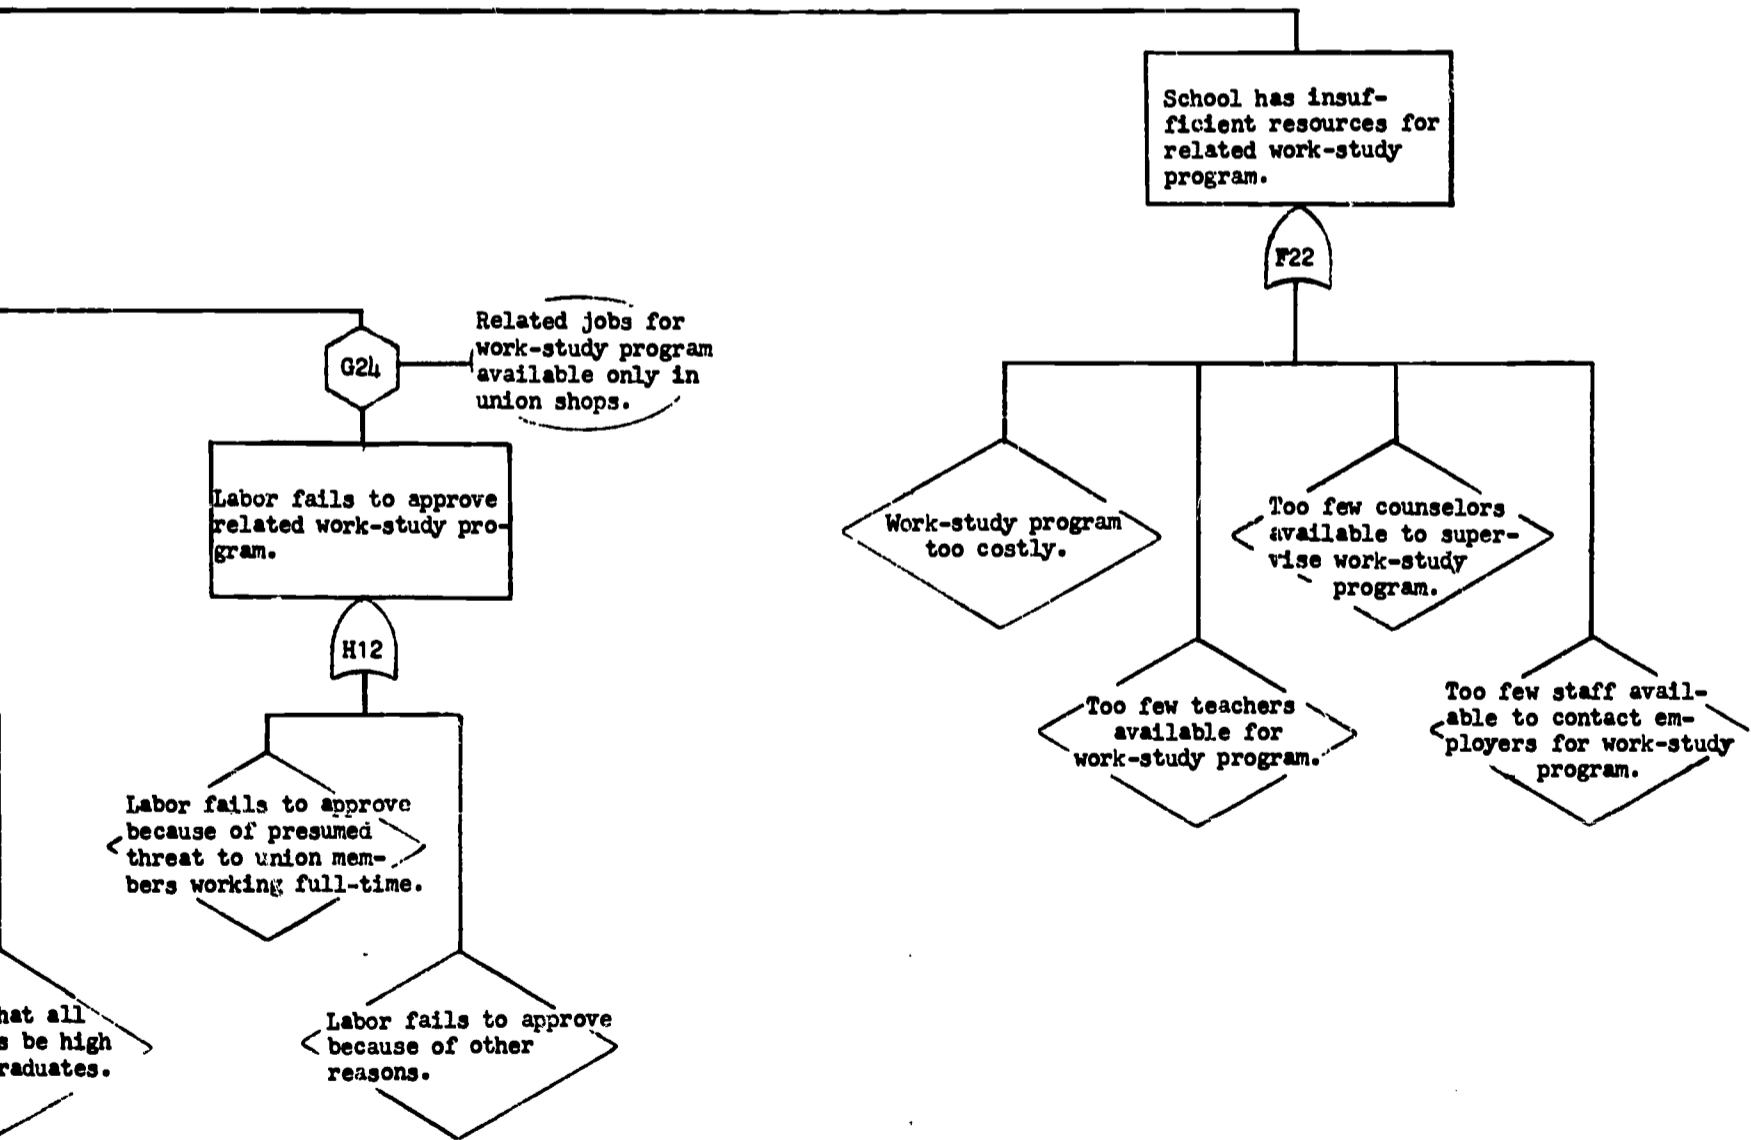 School has insuf-
ficient resources for
related work-study
program.
F22
G24
Related jobs for
work-study program
available only in
union shops.
Labor fails to approve
related work-study pro-
gram.
H12
Work-study program
too costly.
Too few counselors
available to super-
vise work-study
program.
Too few teachers
available for
work-study program.
Too few staff avail-
able to contact em-
ployers for work-study
program.
Labor fails to approve
because of presumed
threat to union mem-
bers working full-time.
hat all
s be high
raduates.
Labor fails to approve
because of other
reasons.